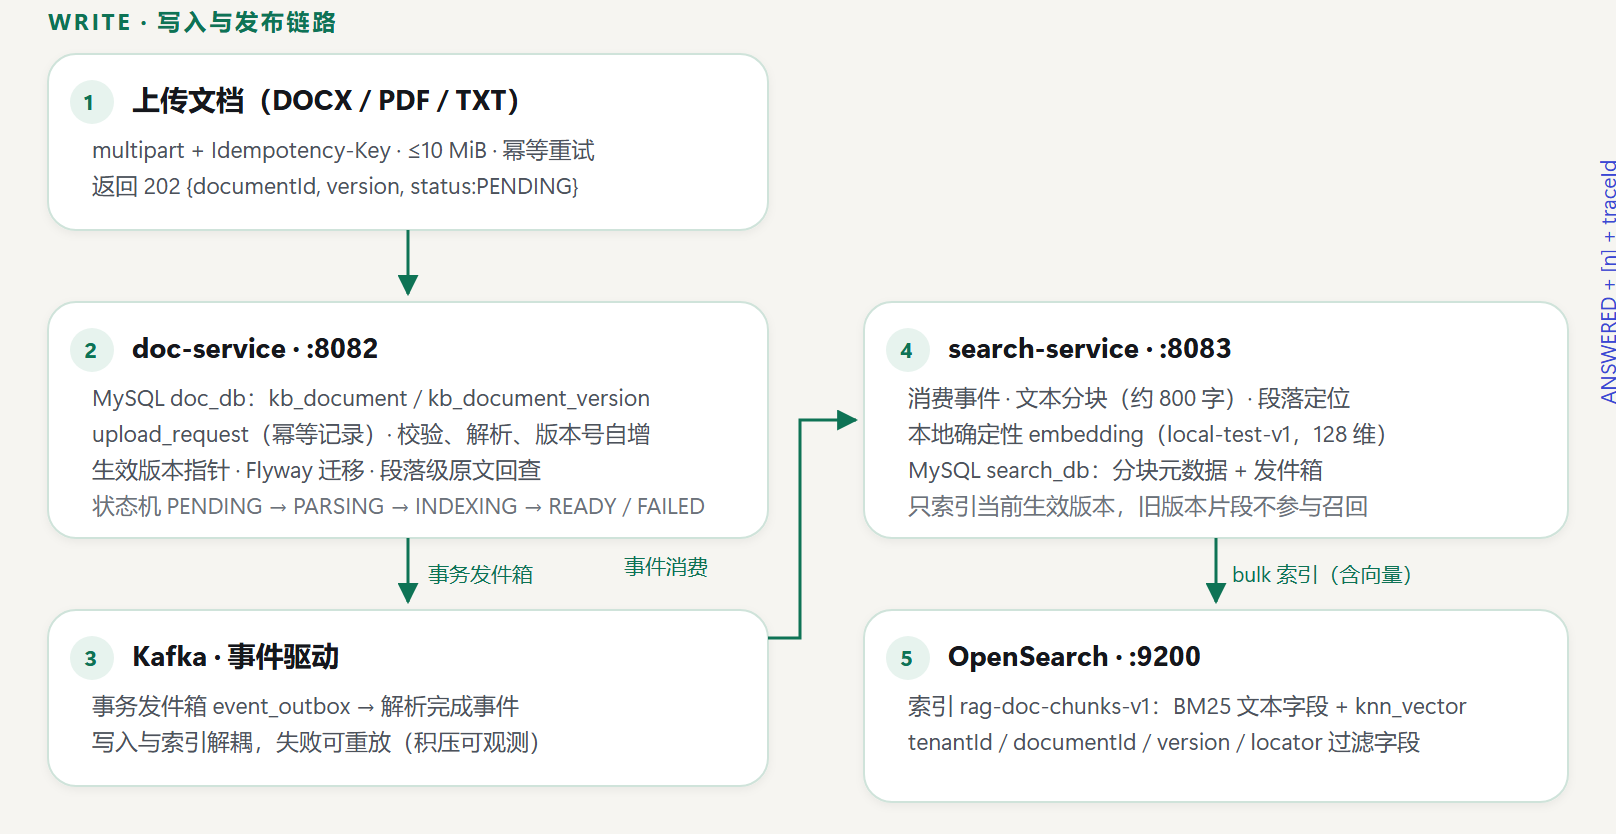 WRITE · 写入与发布链路
1
上传文档（DOCX / PDF / TXT）
multipart + Idempotency-Key · ≤10 MiB · 幂等重试
返回 202 {documentId, version, status:PENDING}
2
doc-service · :8082
MySQL doc_db：kb_document / kb_document_version
upload_request（幂等记录）· 校验、解析、版本号自增
生效版本指针 · Flyway 迁移 · 段落级原文回查
状态机 PENDING → PARSING → INDEXING → READY / FAILED
事务发件箱
事件消费
3
Kafka · 事件驱动
事务发件箱 event_outbox → 解析完成事件
写入与索引解耦，失败可重放（积压可观测）
4
search-service · :8083
消费事件 · 文本分块（约 800 字）· 段落定位
本地确定性 embedding（local-test-v1，128 维）
MySQL search_db：分块元数据 + 发件箱
只索引当前生效版本，旧版本片段不参与召回
bulk 索引（含向量）
5
OpenSearch · :9200
索引 rag-doc-chunks-v1：BM25 文本字段 + knn_vector
tenantId / documentId / version / locator 过滤字段
ANSWERED + [n] + traceId